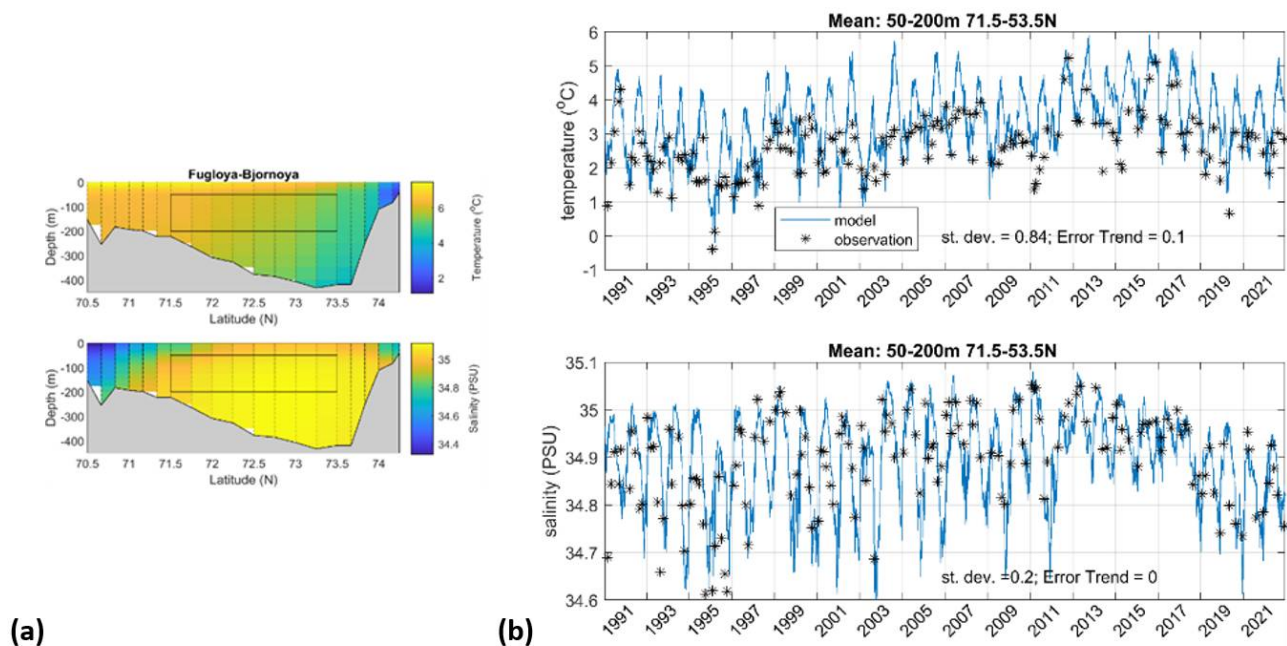 Fugloya-Bjornoya
0
-100
-200
-300
-400
Depth (m)
70.5 71 71.5 72 72.5 73 73.5 74
Latitude (N)
6
4
2
Temperature (°C)
0
-100
-200
-300
-400
Depth (m)
70.5 71 71.5 72 72.5 73 73.5 74
Latitude (N)
35
34.8
34.6
34.4
Salinity (PSU)
(a)
Mean: 50-200m 71.5-53.5N
6
5
4
3
2
1
0
-1
temperature (°C)
model
observation
st. dev. = 0.84; Error Trend = 0.1
1991 1993 1995 1997 1999 2001 2003 2005 2007 2009 2011 2013 2015 2017 2019 2021
Mean: 50-200m 71.5-53.5N
35.1
35
34.9
34.8
34.7
34.6
salinity (PSU)
st. dev. =0.2; Error Trend = 0
1991 1993 1995 1997 1999 2001 2003 2005 2007 2009 2011 2013 2015 2017 2019 2021
(b)